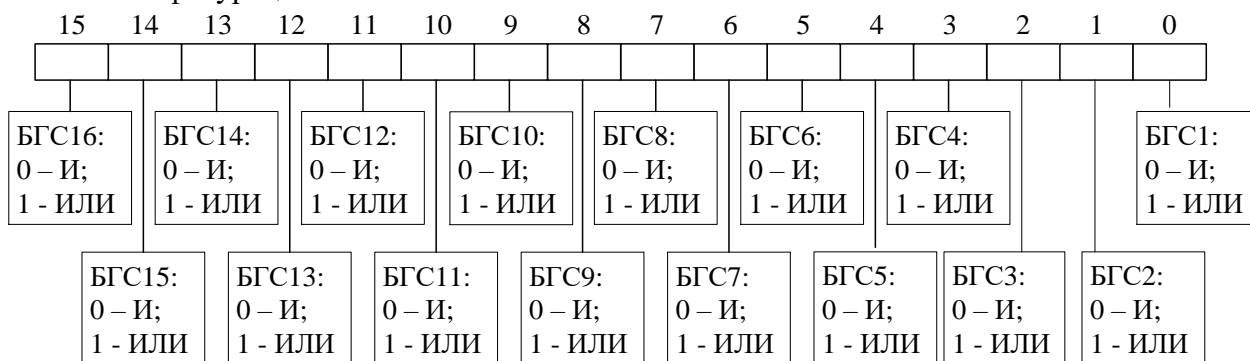 15 14 13 12 11 10 9 8 7 6 5 4 3 2 1 0
БГС16: БГС14: БГС12: БГС10: БГС8: БГС6: БГС4: БГС1:
0 – И; 0 – И; 0 – И; 0 – И; 0 – И; 0 – И; 0 – И; 0 – И;
1 - ИЛИ 1 - ИЛИ 1 - ИЛИ 1 - ИЛИ 1 - ИЛИ 1 - ИЛИ 1 - ИЛИ 1 - ИЛИ
БГС15: БГС13: БГС11: БГС9: БГС7: БГС5: БГС3: БГС2:
0 – И; 0 – И; 0 – И; 0 – И; 0 – И; 0 – И; 0 – И; 0 – И;
1 - ИЛИ 1 - ИЛИ 1 - ИЛИ 1 - ИЛИ 1 - ИЛИ 1 - ИЛИ 1 - ИЛИ 1 - ИЛИ